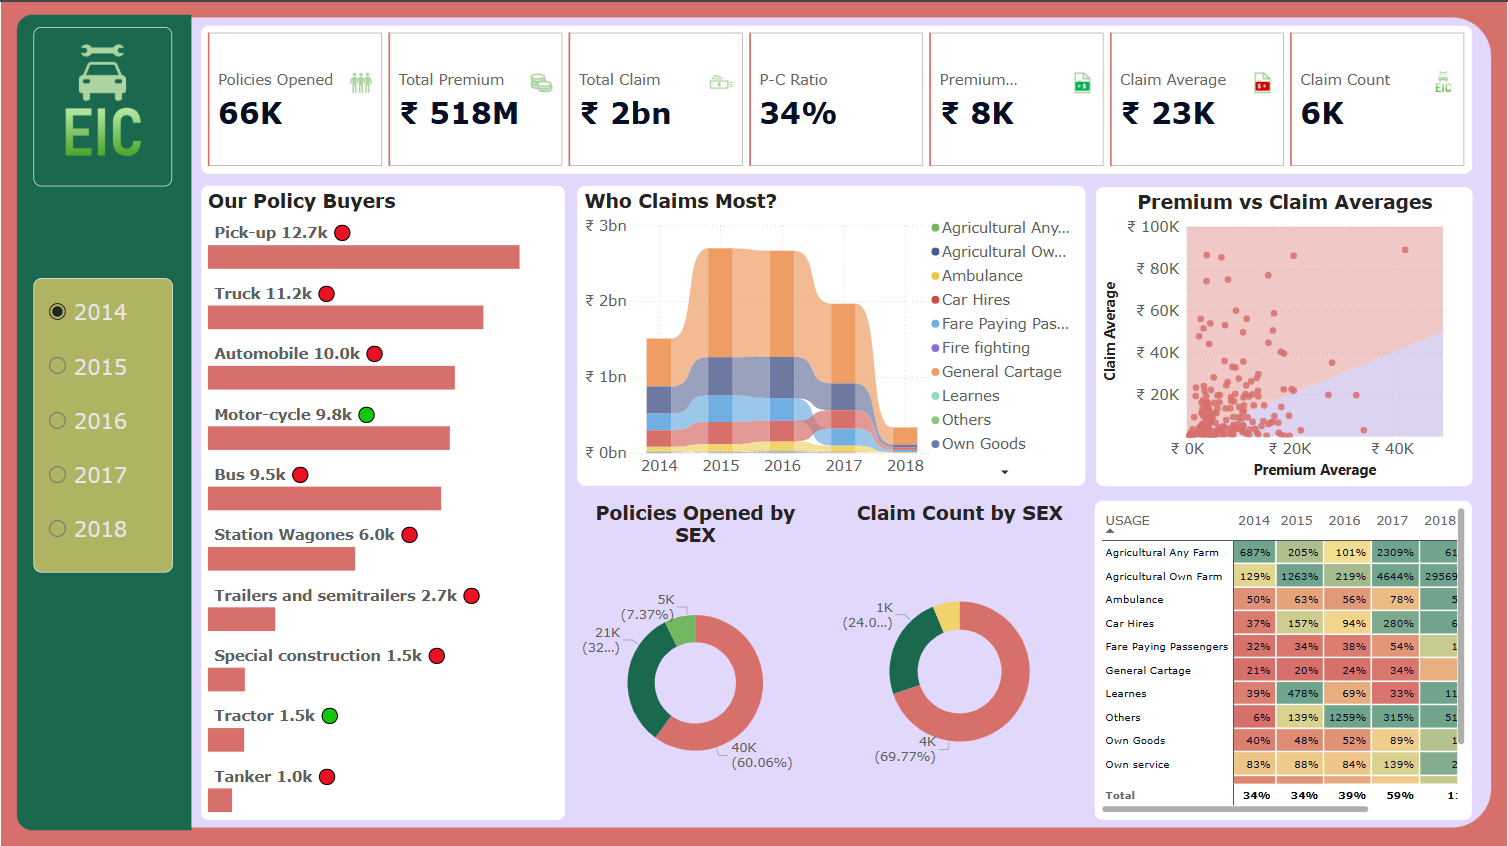 EIC
2014
2015
2016
2017
2018
Policies Opened
66K
Total Premium
₹ 518M
Total Claim
₹ 2bn
P-C Ratio
34%
Premium...
₹ 8K
Claim Average
₹ 23K
Claim Count
6K
EIC
Our Policy Buyers
Pick-up 12.7k
Truck 11.2k
Automobile 10.0k
Motor-cycle 9.8k
Bus 9.5k
Station Wagones 6.0k
Trailers and semitrailers 2.7k
Special construction 1.5k
Tractor 1.5k
Tanker 1.0k
Who Claims Most?
₹ 3bn
₹ 2bn
₹ 1bn
₹ 0bn
2014 2015 2016 2017 2018
Agricultural Any...
Agricultural Ow...
Ambulance
Car Hires
Fare Paying Pas...
Fire fighting
General Cartage
Learnes
Others
Own Goods
Premium vs Claim Averages
Claim Average
₹ 100K
₹ 80K
₹ 60K
₹ 40K
₹ 20K
₹ 0K ₹ 20K ₹ 40K
Premium Average
Policies Opened by
SEX
5K
(7.37%)
21K
(32...)
40K
(60.06%)
Claim Count by SEX
1K
(24.0...)
4K
(69.77%)
USAGE 2014 2015 2016 2017 2018
Agricultural Any Farm 687% 205% 101% 2309% 61
Agricultural Own Farm 129% 1263% 219% 4644% 29569
Ambulance 50% 63% 56% 78% 5
Car Hires 37% 157% 94% 280% 6
Fare Paying Passengers 32% 34% 38% 54% 1
General Cartage 21% 20% 24% 34%
Learnes 39% 478% 69% 33% 11
Others 6% 139% 1259% 315% 51
Own Goods 40% 48% 52% 89% 1
Own service 83% 88% 84% 139% 2
Total 34% 34% 39% 59% 1